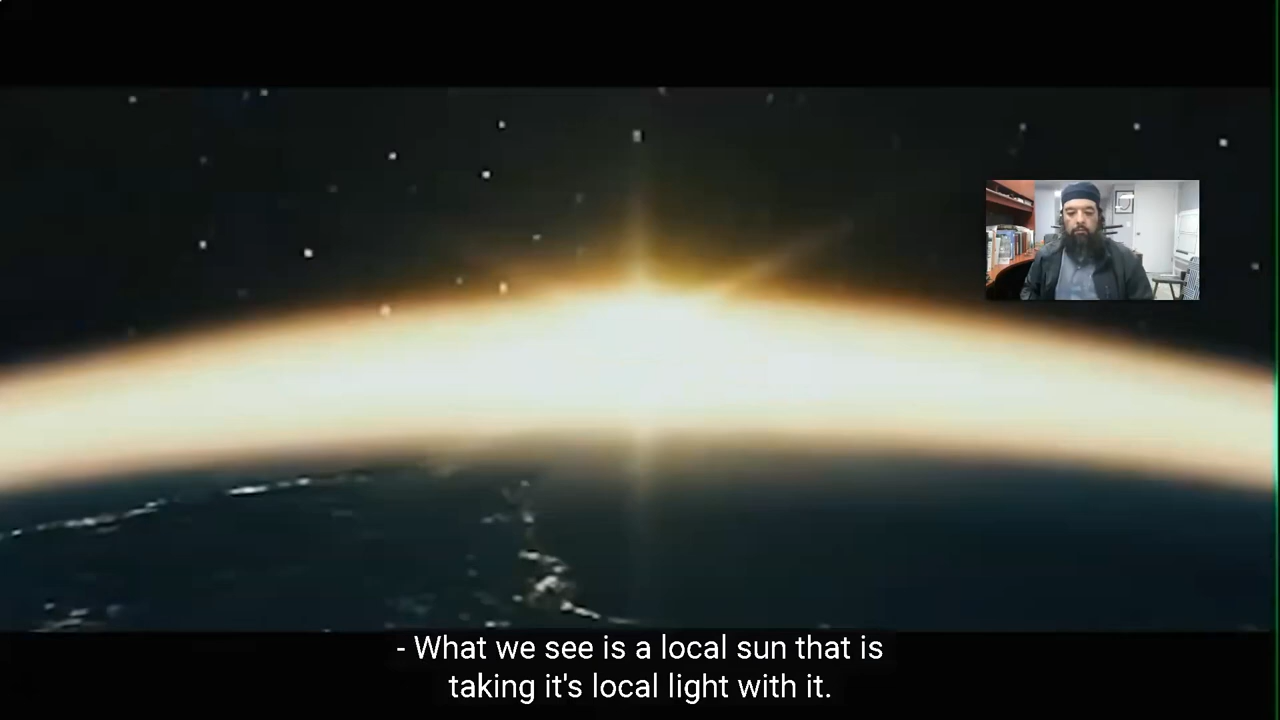 - What we see is a local sun that is
taking it's local light with it.